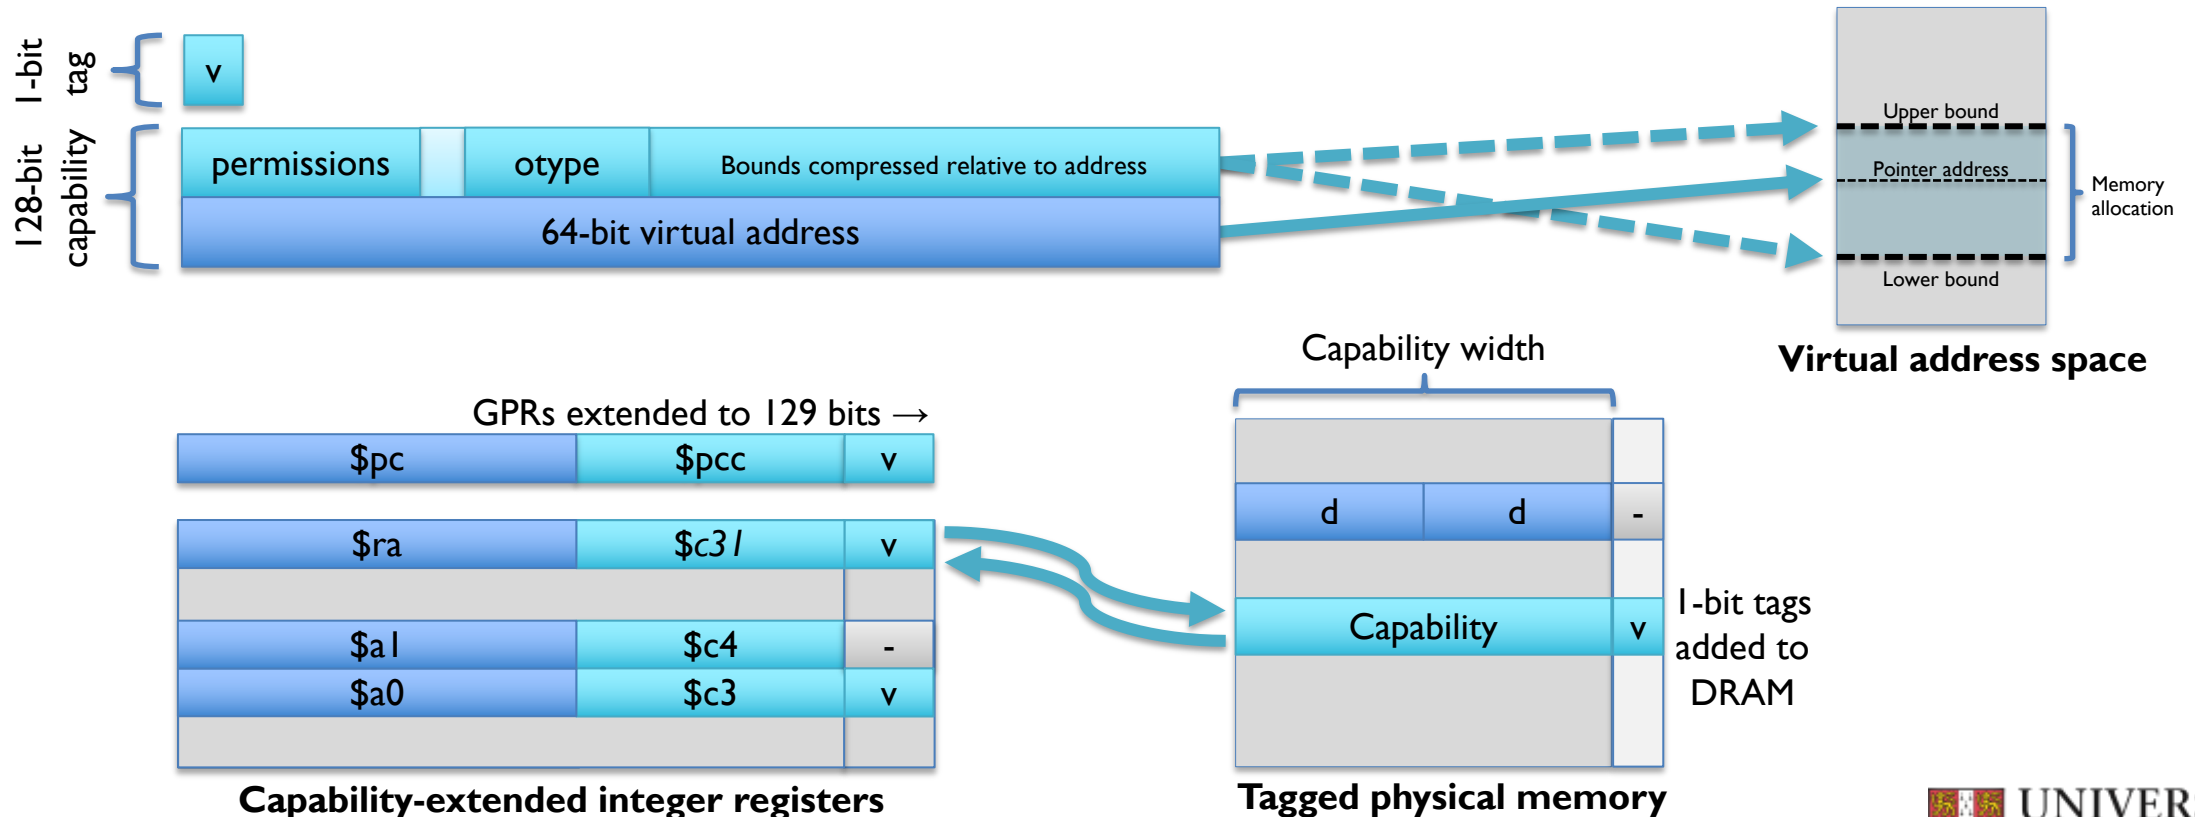 1-bit
tag
v
128-bit
capability
permissions
otype
Bounds compressed relative to address
64-bit virtual address
Upper bound
Pointer address
Memory
allocation
Lower bound
Virtual address space
GPRs extended to 129 bits →
$pc
$pcc
v
$ra
$c31
v
$a1
$c4
-
$a0
$c3
v
Capability-extended integer registers
Capability width
d
d
-
Capability
v
1-bit tags
added to
DRAM
Tagged physical memory
UNIVER